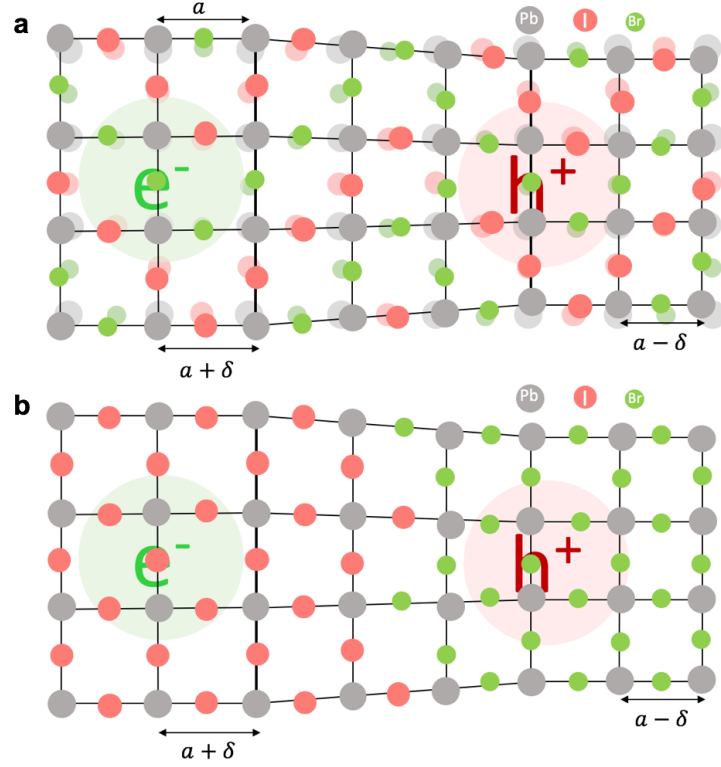 a
a
Pb I Br
e⁻ h⁺
a + δ a − δ
b
Pb I Br
e⁻ h⁺
a + δ a − δ